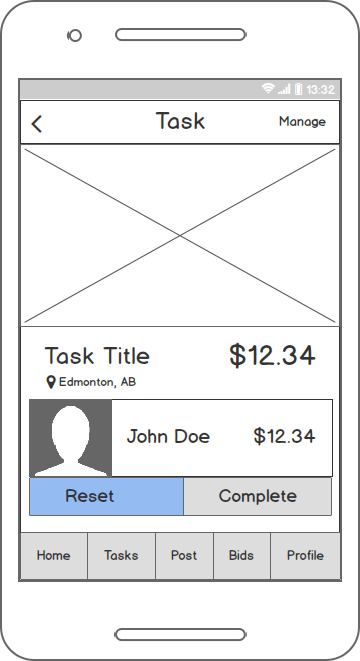 13:32
Task Manage
Task Title $12.34
Edmonton, AB
John Doe $12.34
Reset Complete
Home Tasks Post Bids Profile